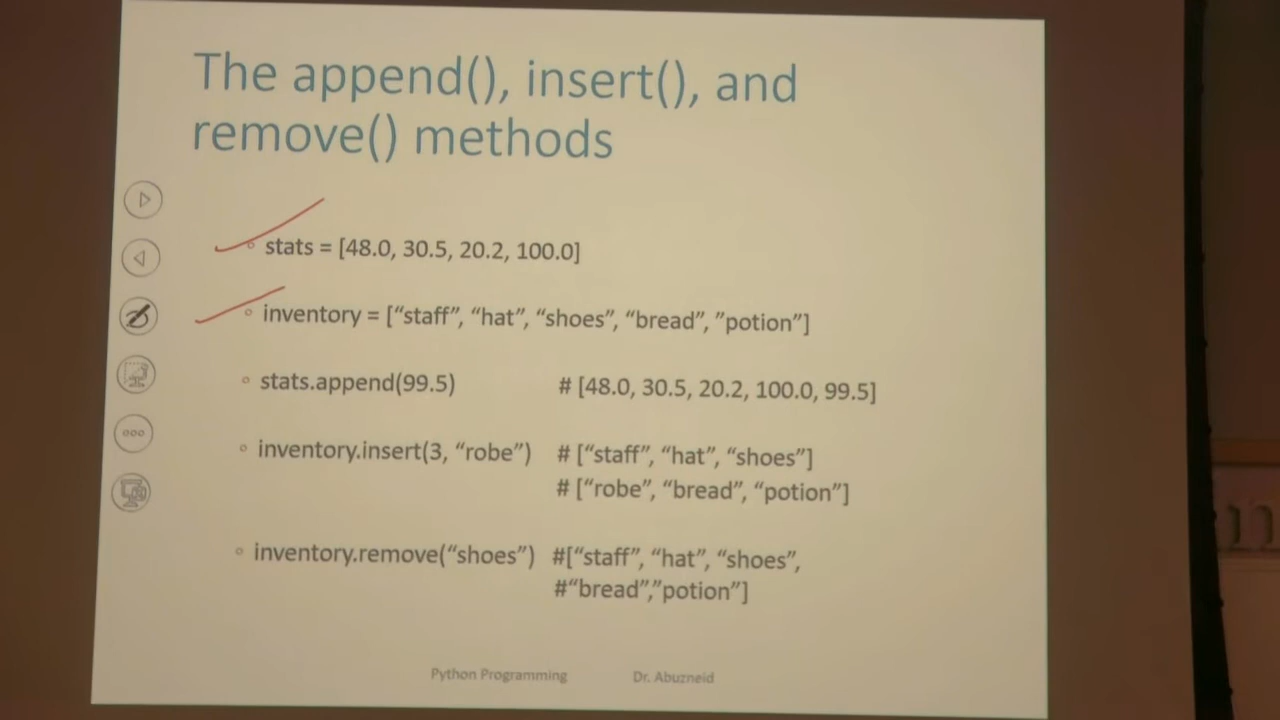 The append(), insert(), and
remove() methods
stats = [48.0, 30.5, 20.2, 100.0]
inventory = [“staff”, “hat”, “shoes”, “bread”, ”potion”]
stats.append(99.5) # [48.0, 30.5, 20.2, 100.0, 99.5]
inventory.insert(3, “robe”) # [“staff”, “hat”, “shoes”]
# [“robe”, “bread”, “potion”]
inventory.remove(“shoes”) #[“staff”, “hat”, “shoes”,
#“bread”,”potion”]
Python Programming Dr. Abuzneid